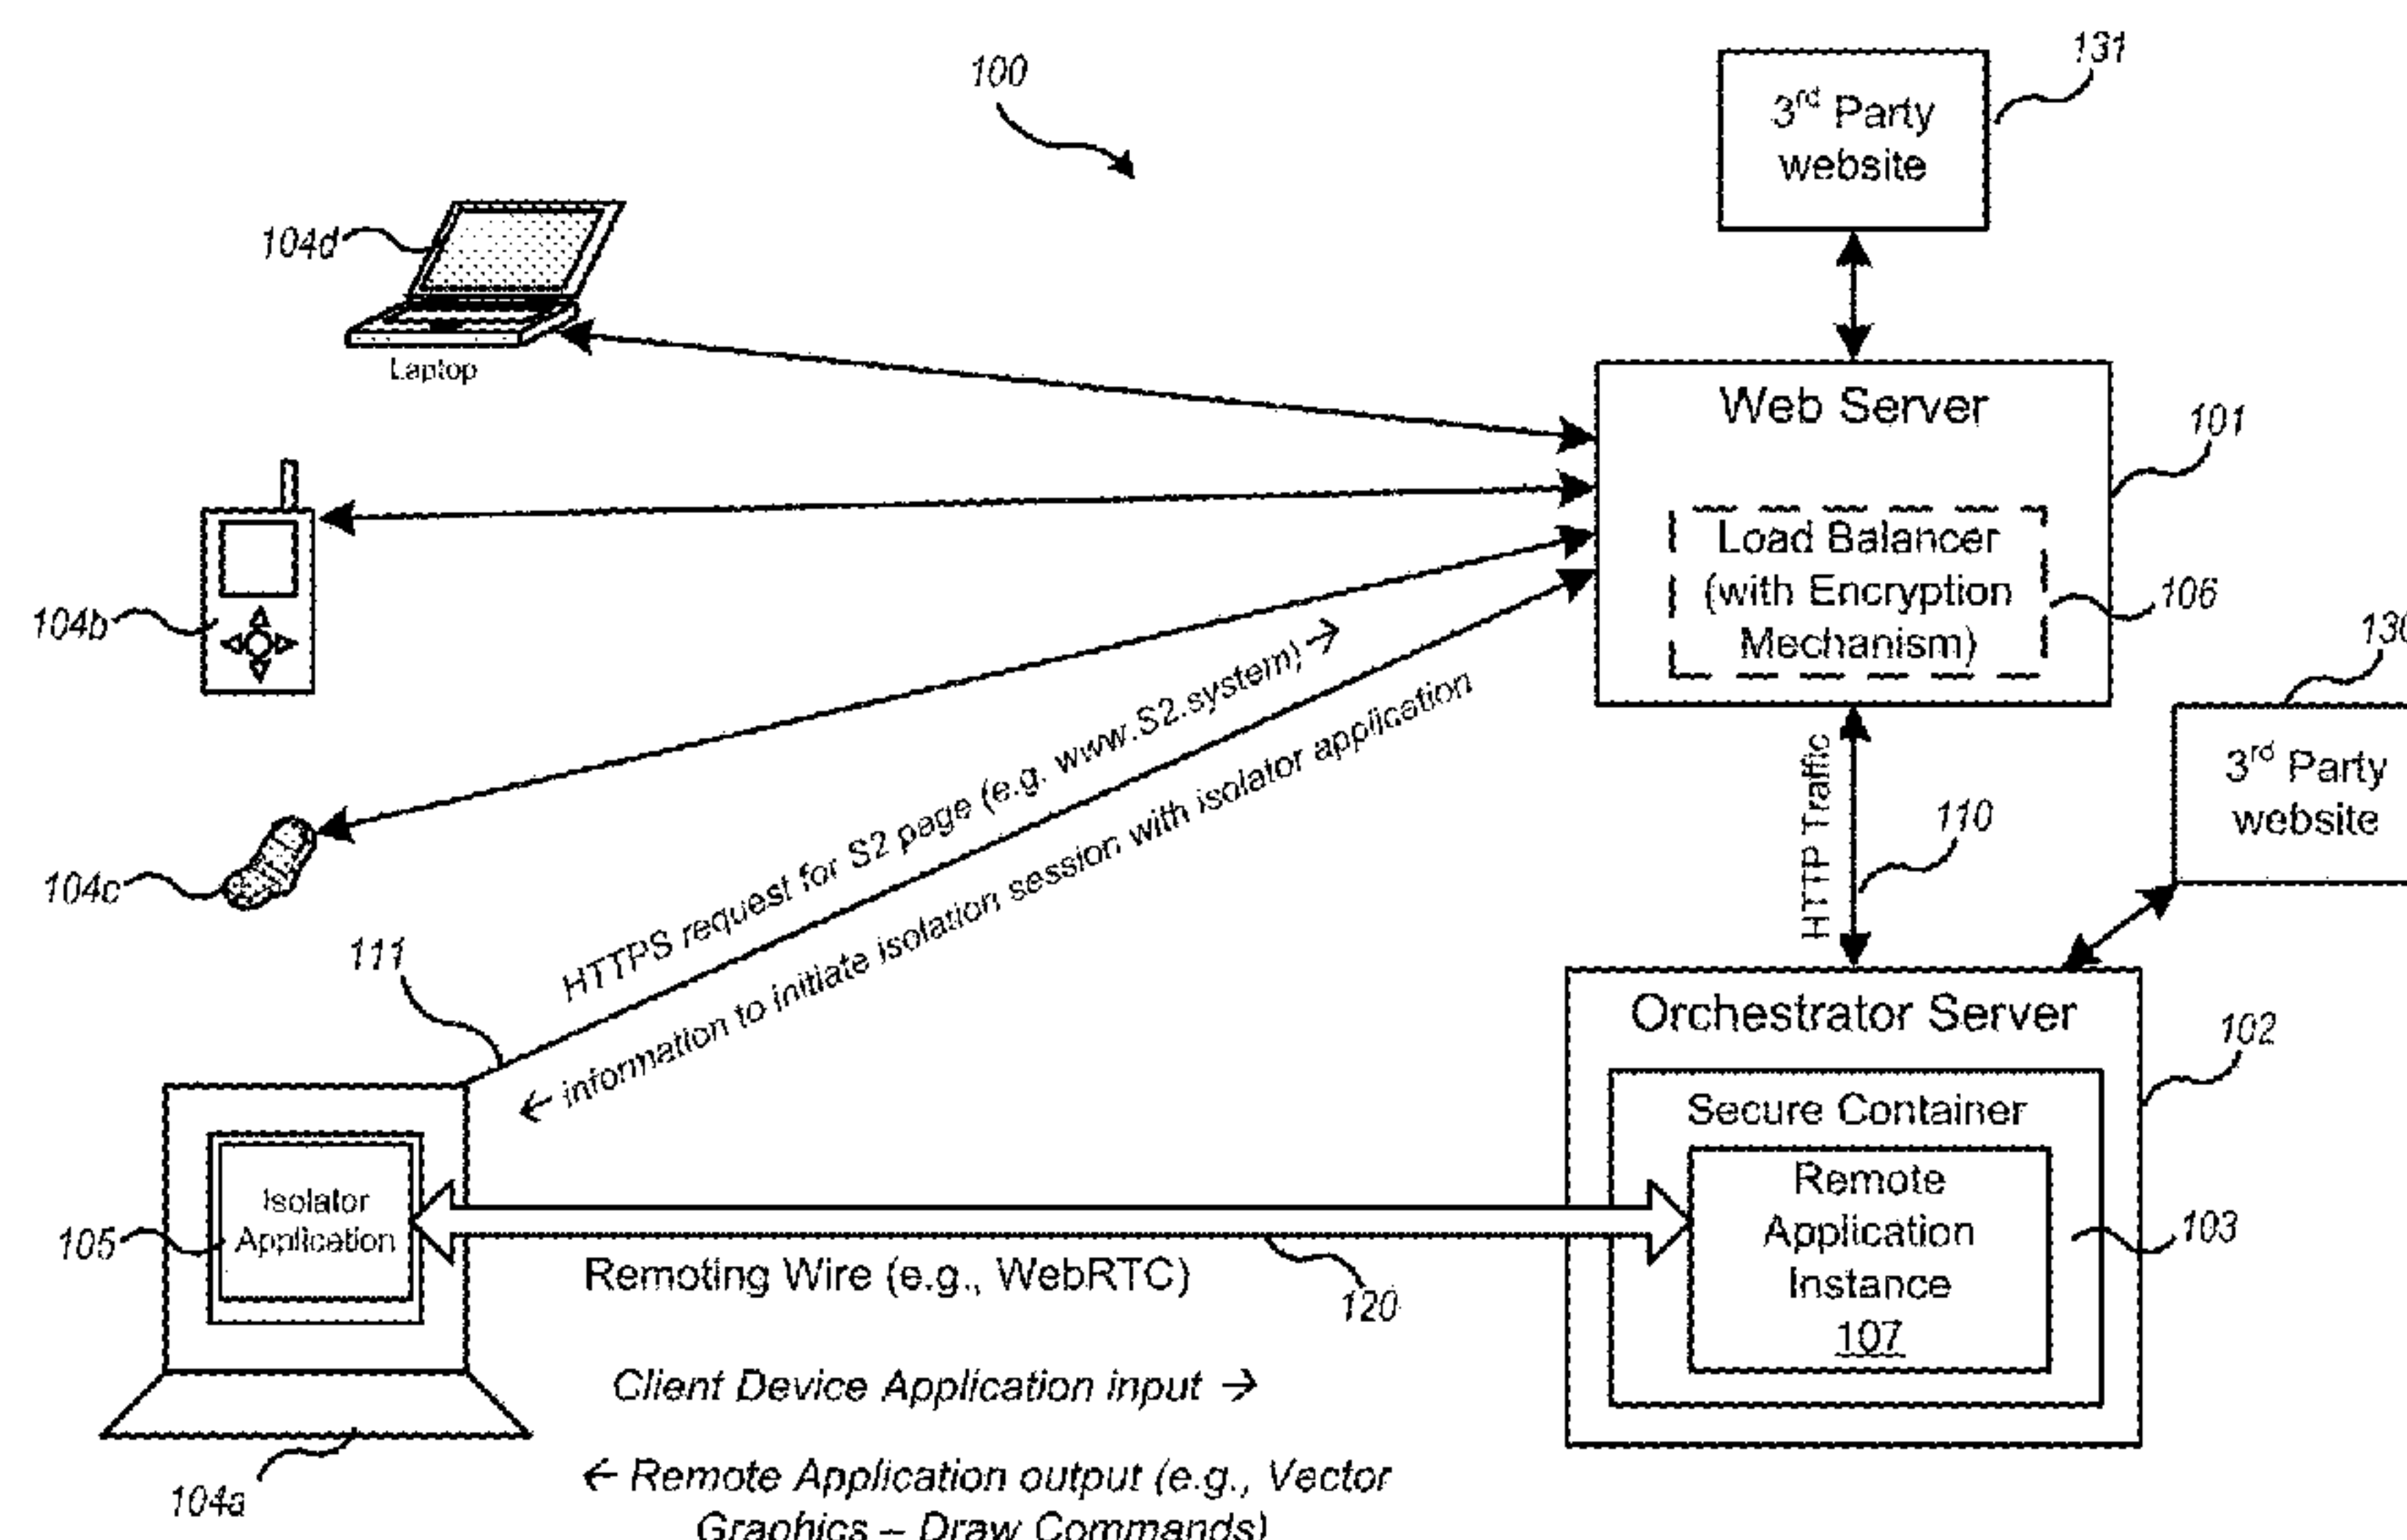 100
131
3rd Party
website
104d
Laptop
Web Server
101
Load Balancer
(with Encryption
Mechanism)
106
104b
130
3rd Party
website
HTTPS request for S2 page (e.g. www.S2.system) →
← information to initiate isolation session with isolator application
HTTP Traffic
110
104c
111
Orchestrator Server
102
Secure Container
Remote
Application
Instance
107
103
Isolator
Application
105
Remoting Wire (e.g., WebRTC)
120
Client Device Application input →
← Remote Application output (e.g., Vector
Graphics – Draw Commands)
104a